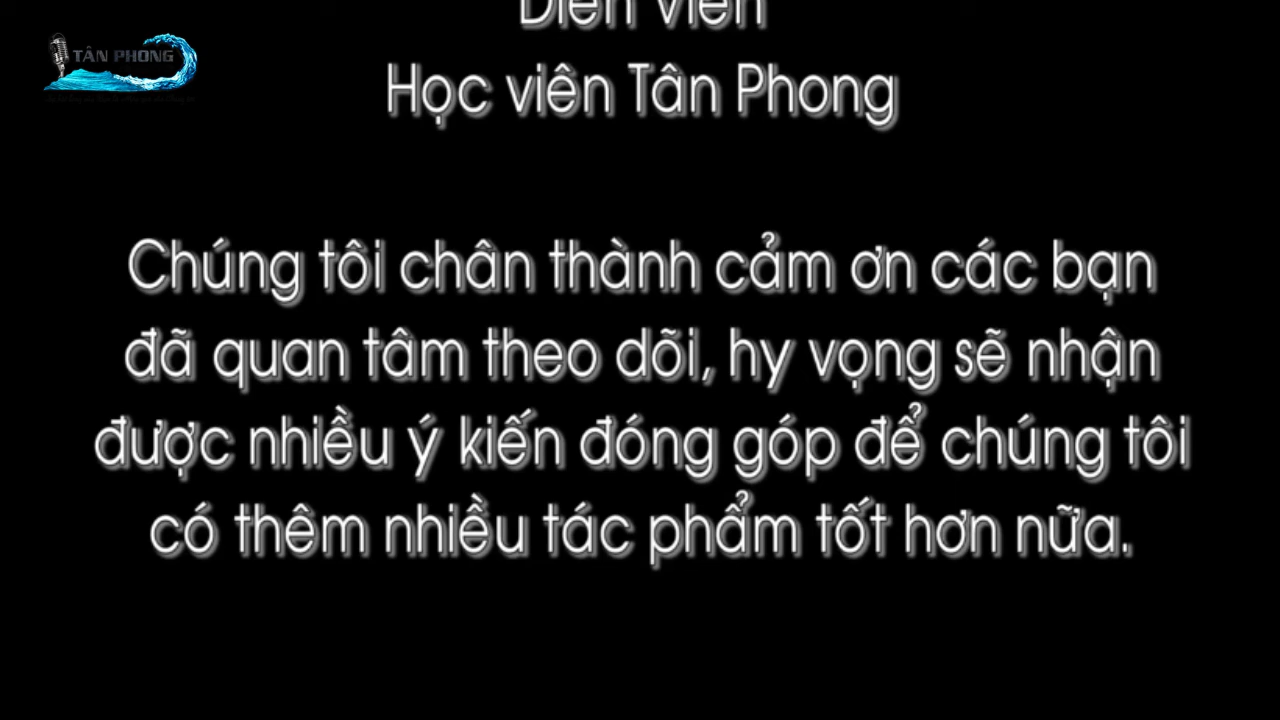 Diễn viên
TÂN PHONG
Học viên Tân Phong
Chúng tôi chân thành cảm ơn các bạn
đã quan tâm theo dõi, hy vọng sẽ nhận
được nhiều ý kiến đóng góp để chúng tôi
có thêm nhiều tác phẩm tốt hơn nữa.